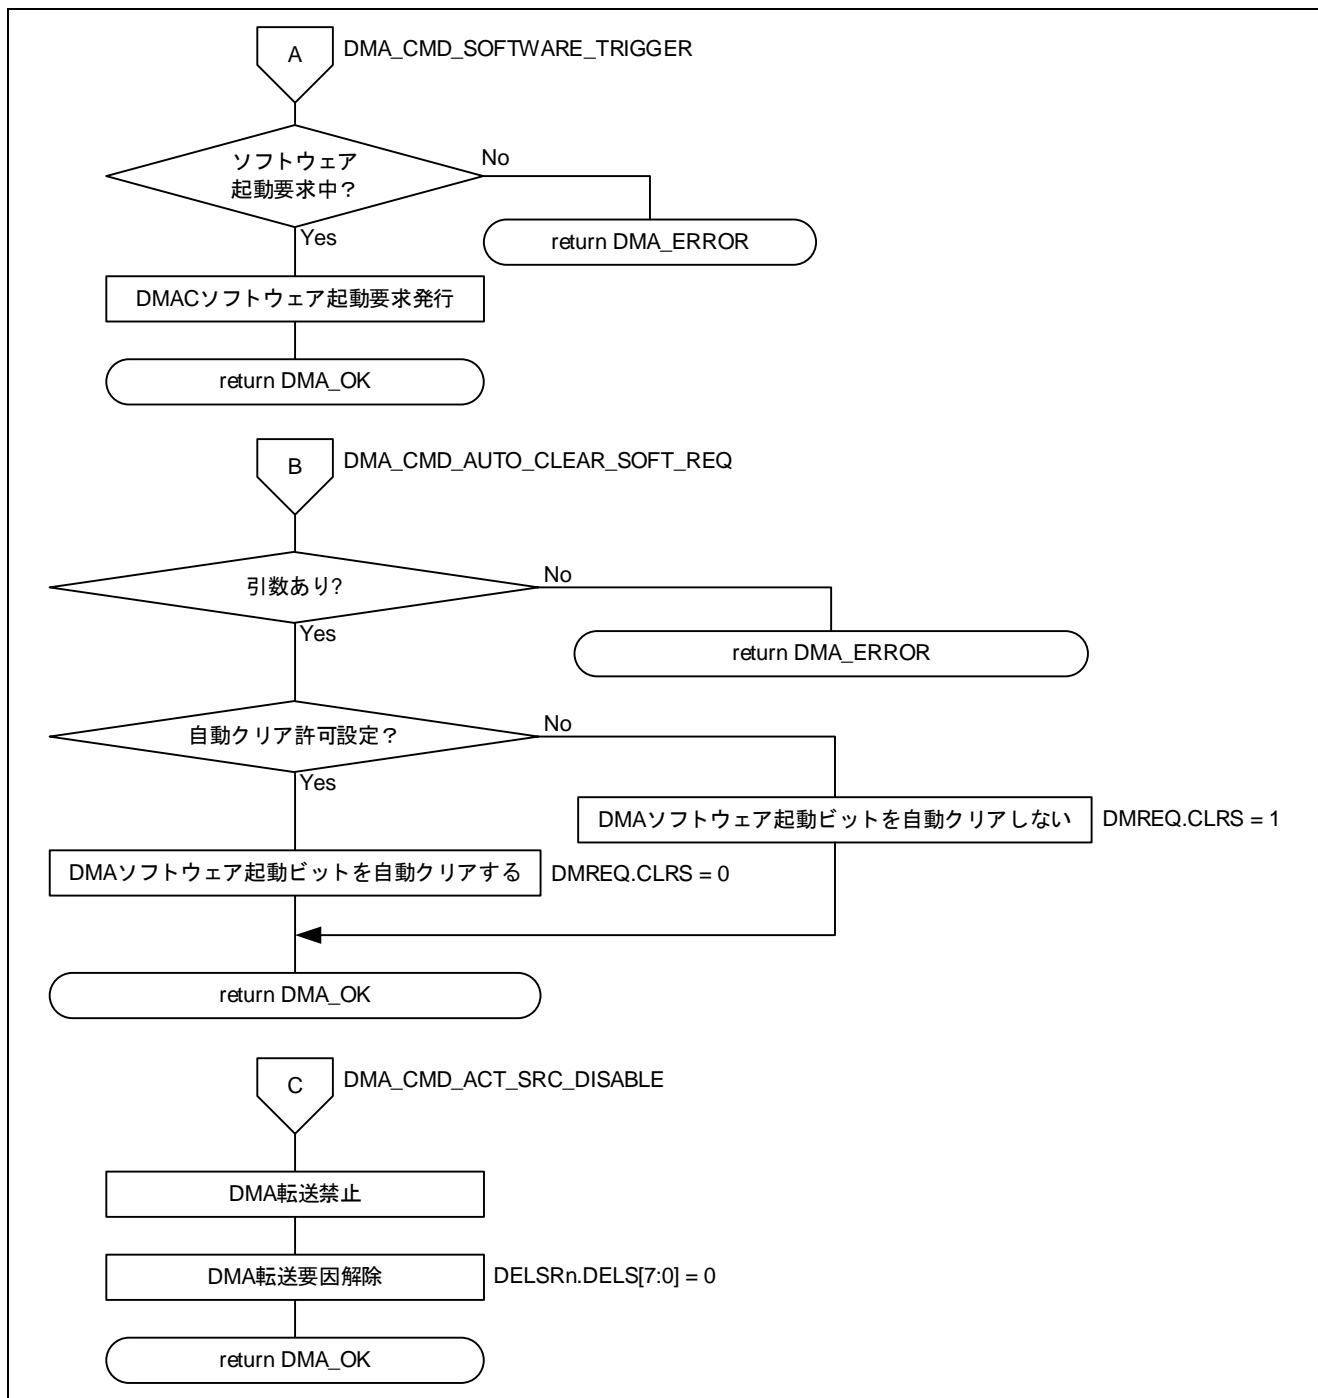 A
DMA_CMD_SOFTWARE_TRIGGER
ソフトウェア
起動要求中？
No
return DMA_ERROR
Yes
DMACソフトウェア起動要求発行
return DMA_OK
B
DMA_CMD_AUTO_CLEAR_SOFT_REQ
引数あり?
No
Yes
return DMA_ERROR
自動クリア許可設定？
No
Yes
DMAソフトウェア起動ビットを自動クリアしない
DMREQ.CLRS = 1
DMAソフトウェア起動ビットを自動クリアする
DMREQ.CLRS = 0
return DMA_OK
C
DMA_CMD_ACT_SRC_DISABLE
DMA転送禁止
DMA転送要因解除
DELSRn.DELS[7:0] = 0
return DMA_OK